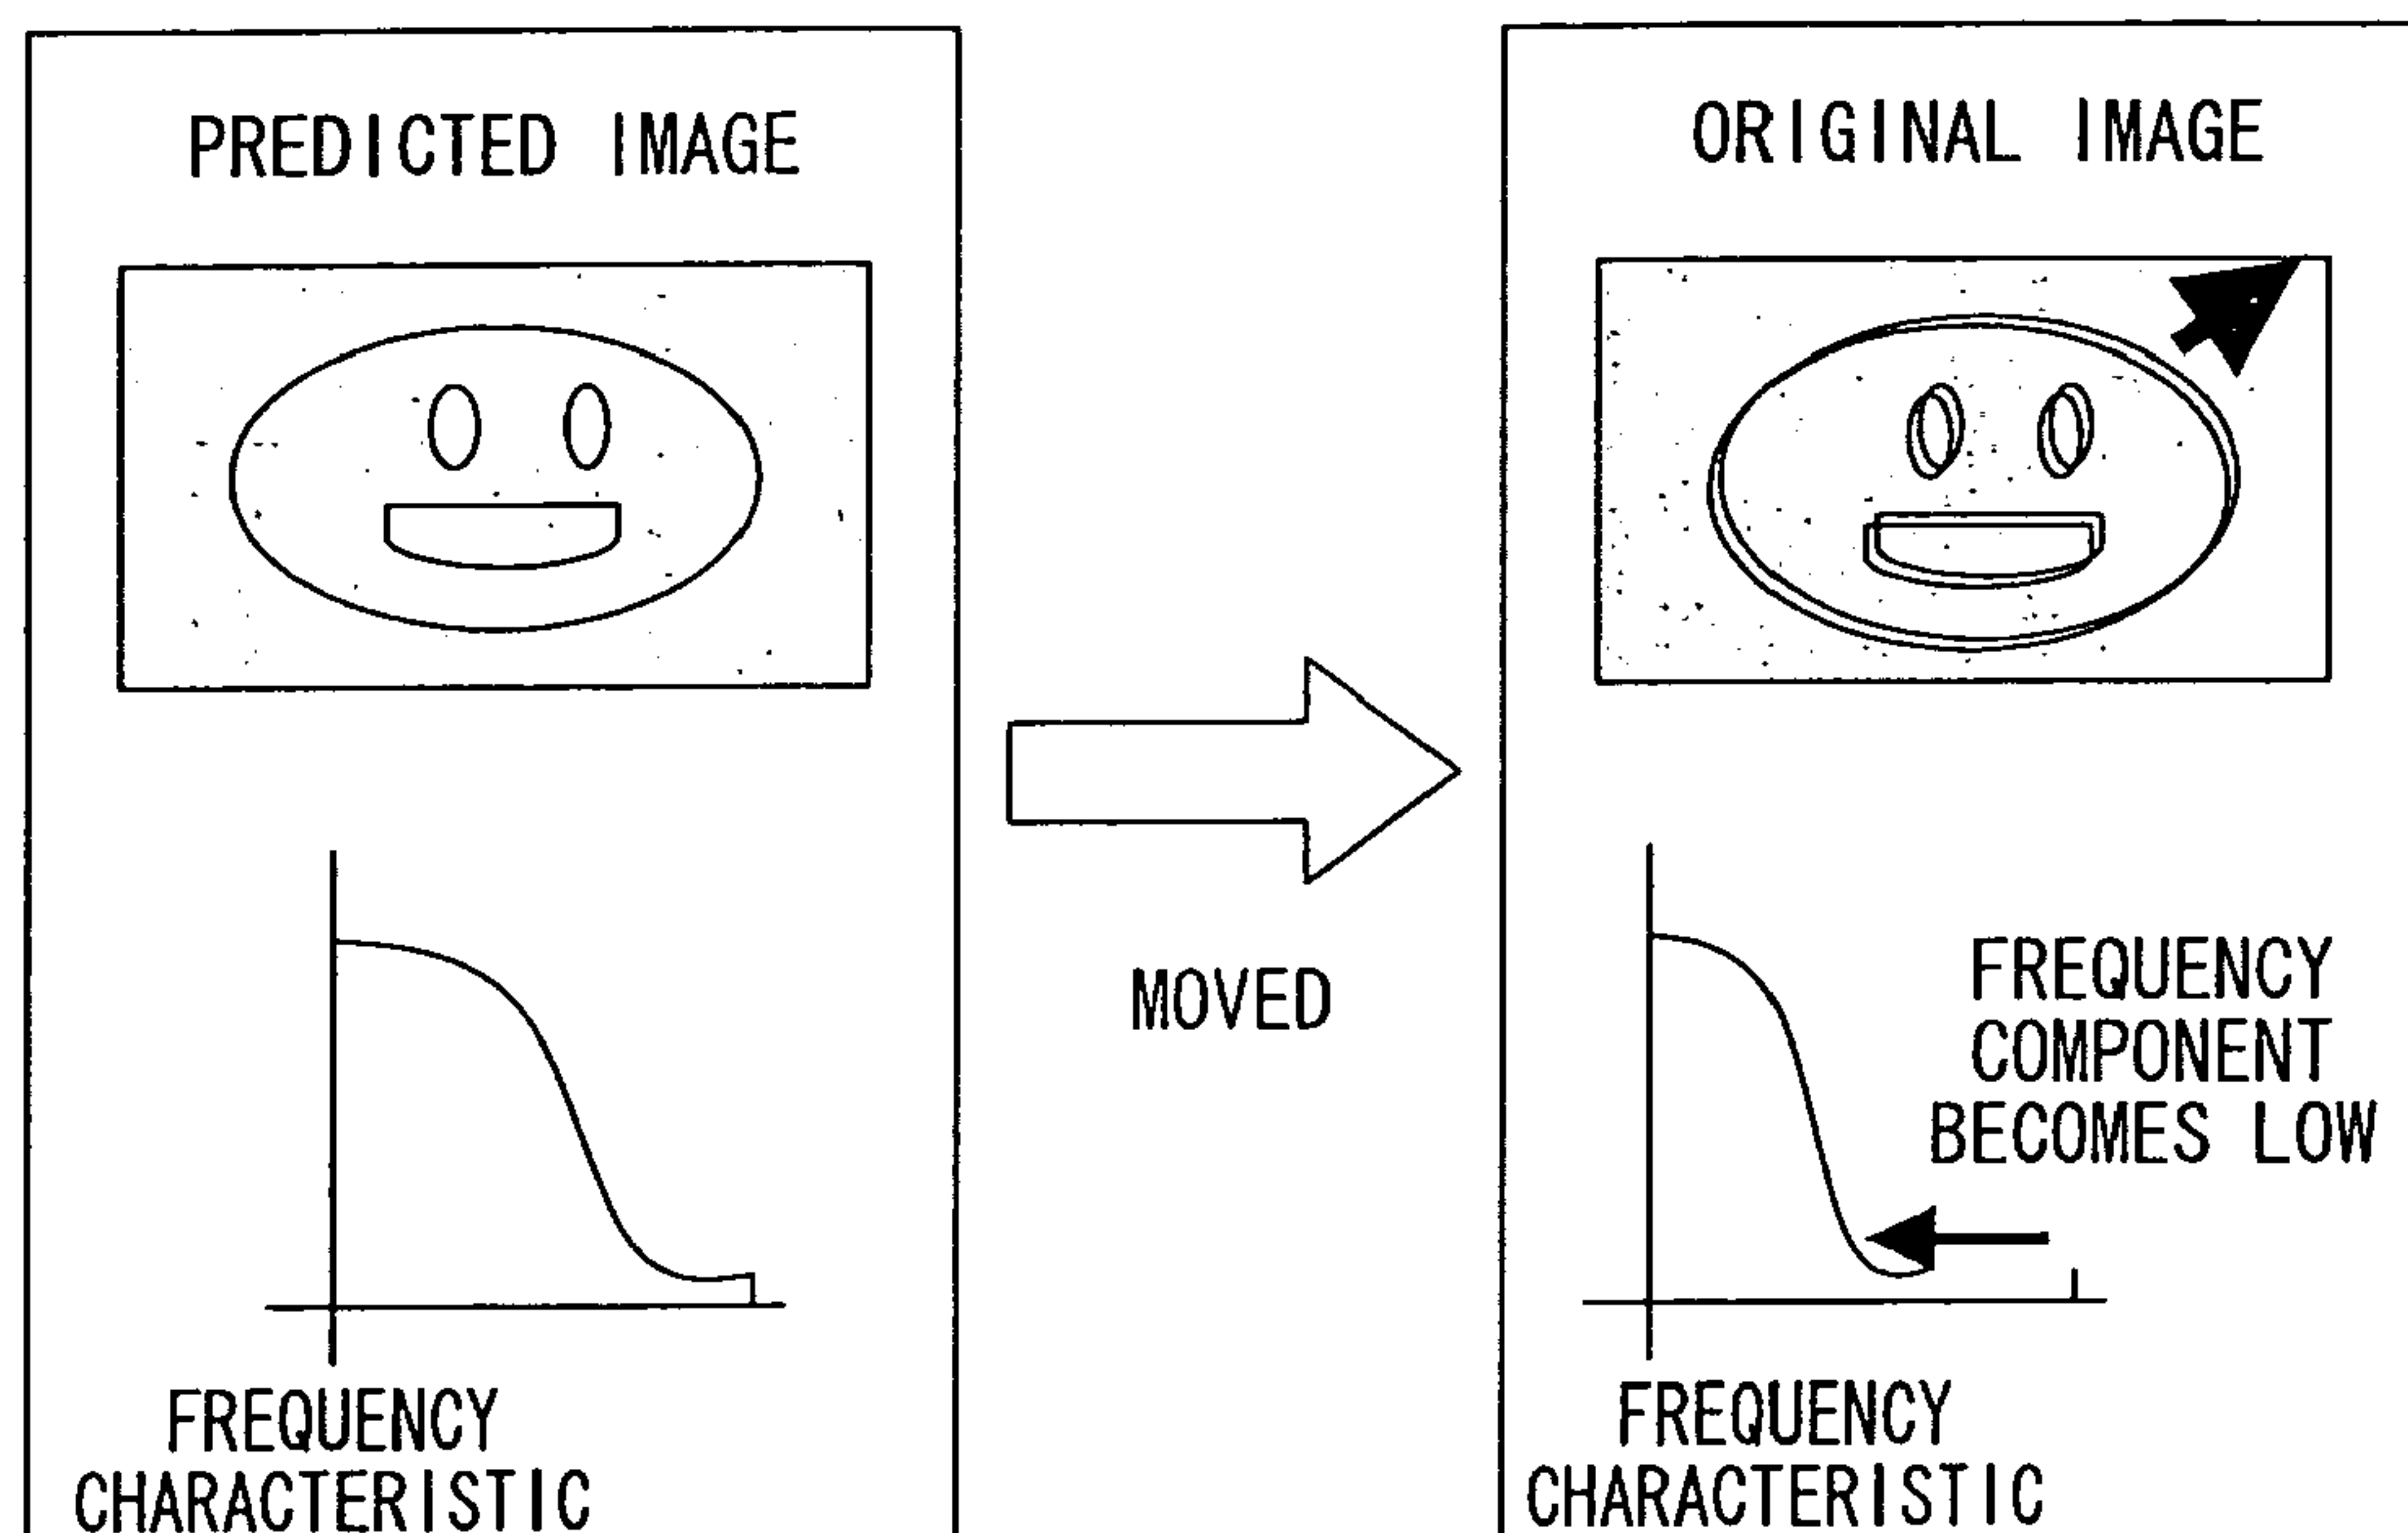 PREDICTED IMAGE
FREQUENCY
CHARACTERISTIC
MOVED
ORIGINAL IMAGE
FREQUENCY
COMPONENT
BECOMES LOW
FREQUENCY
CHARACTERISTIC